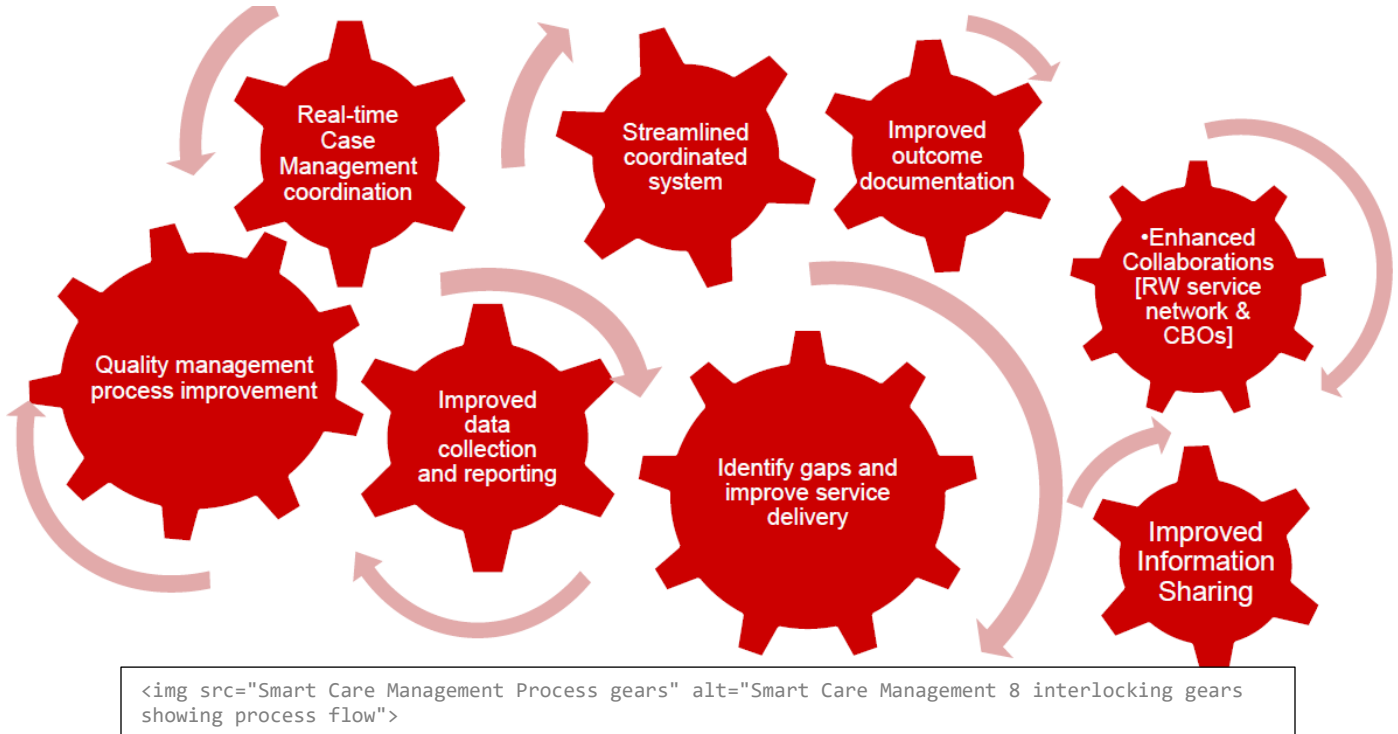 Real-time
Case
Management
coordination
Streamlined
coordinated
system
Improved
outcome
documentation
•Enhanced
Collaborations
[RW service
network &
CBOs]
Quality management
process improvement
Improved
data
collection
and reporting
Identify gaps and
improve service
delivery
Improved
Information
Sharing
<img src="Smart Care Management Process gears" alt="Smart Care Management 8 interlocking gears
showing process flow">